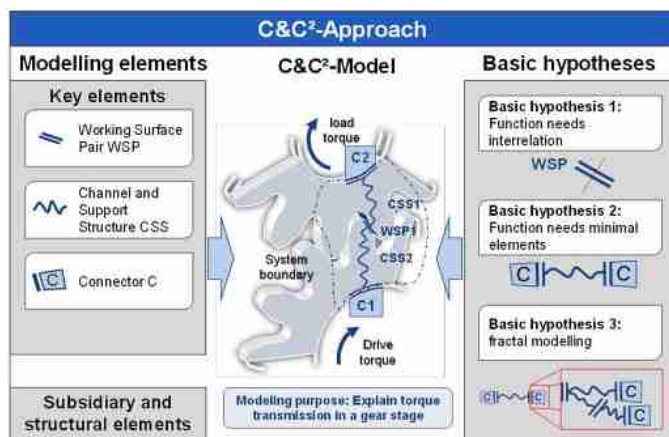 C&C²-Approach
Modelling elements
Key elements
Working Surface
Pair WSP
Channel and
Support
Structure CSS
C
Connector C
Subsidiary and
structural elements
C&C²-Model
load
torque
C2
CSS1
WSP1
CSS2
System
boundary
C1
Drive
torque
Modeling purpose: Explain torque
transmission in a gear stage
Basic hypotheses
Basic hypothesis 1:
Function needs
interrelation
WSP
Basic hypothesis 2:
Function needs minimal
elements
C C
Basic hypothesis 3:
fractal modelling
C C
C
C